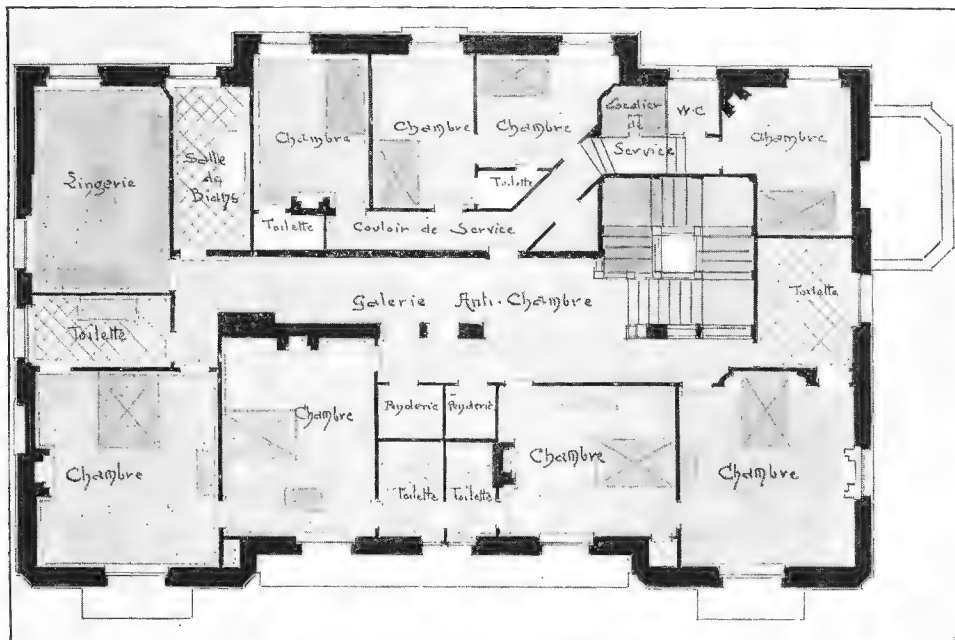 Chambre
Chambre
Chambre
Escalier
de
Service
W.C
Chambre
Lingerie
Salle
de
Bains
Toilette
Toilette
Couloir de Service
Galerie Anti-Chambre
Toilette
Toilette
Chambre
Chambre
Penderie
Penderie
Toilette
Toilette
Chambre
Chambre